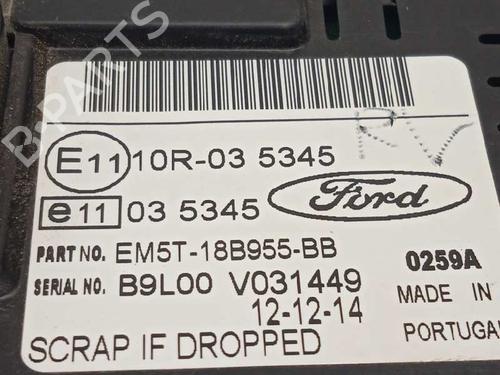 RV
E11 10R-03 5345
e11 03 5345
Ford
PART NO. EM5T-18B955-BB
0259A
SERIAL NO. B9L00 V031449
MADE IN
12-12-14
PORTUGAL
SCRAP IF DROPPED
B-PARTS